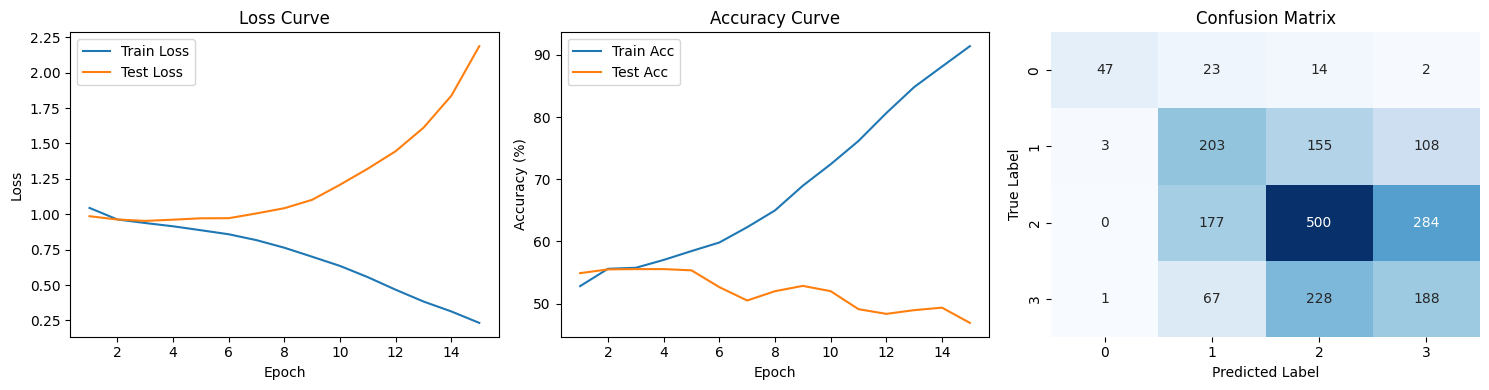 Loss Curve
2.25
2.00
1.75
1.50
1.25
1.00
0.75
0.50
0.25
Loss
Train Loss
Test Loss
2 4 6 8 10 12 14
Epoch
Accuracy Curve
90
80
70
60
50
Accuracy (%)
Train Acc
Test Acc
2 4 6 8 10 12 14
Epoch
Confusion Matrix
True Label
0 47 23 14 2
1 3 203 155 108
2 0 177 500 284
3 1 67 228 188
0 1 2 3
Predicted Label